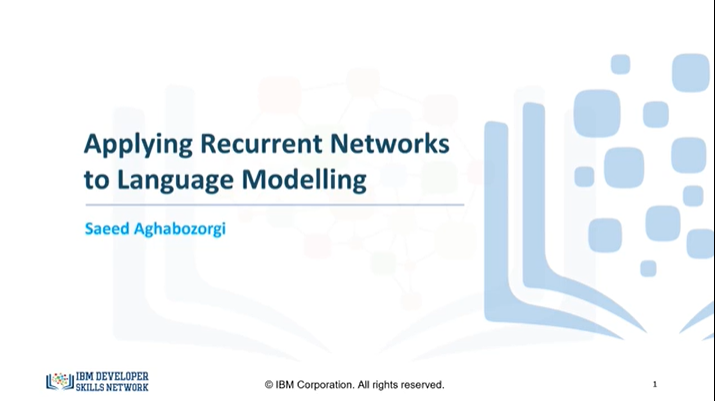 Applying Recurrent Networks
to Language Modelling
Saeed Aghabozorgi
IBM DEVELOPER
SKILLS NETWORK
© IBM Corporation. All rights reserved.
1